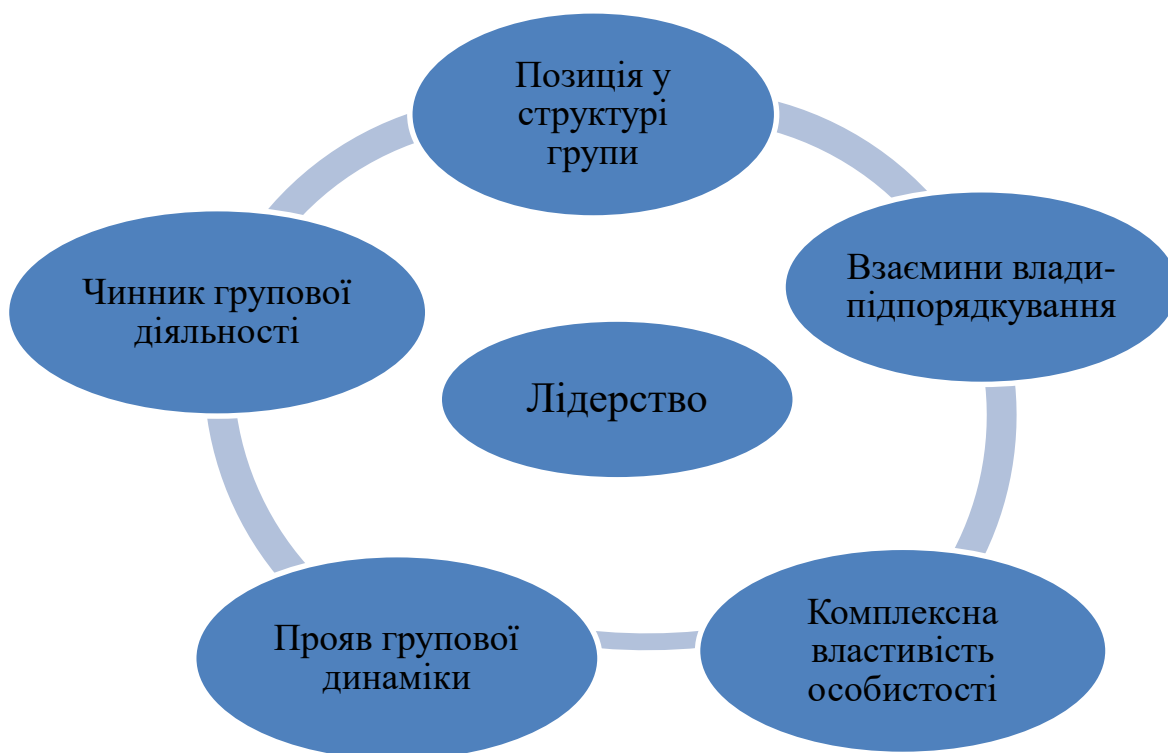 Позиція у
структурі
групи
Взаємини влади-
підпорядкування
Чинник групової
діяльності
Лідерство
Комплексна
властивість
особистості
Прояв групової
динаміки